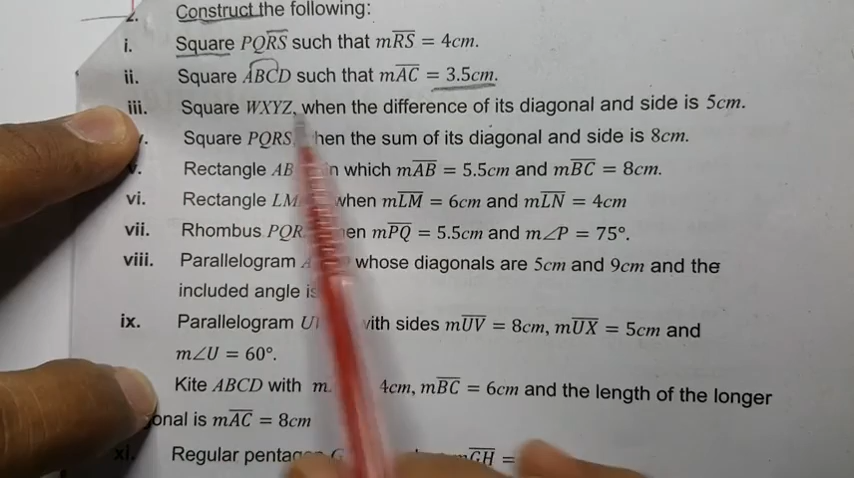 2. Construct the following:
i. Square PQRS such that mRS = 4cm.
ii. Square ABCD such that mAC = 3.5cm.
iii. Square WXYZ, when the difference of its diagonal and side is 5cm.
Square PQRS hen the sum of its diagonal and side is 8cm.
v. Rectangle AB in which mAB = 5.5cm and mBC = 8cm.
vi. Rectangle LM when mLM = 6cm and mLN = 4cm
vii. Rhombus PQR en mPQ = 5.5cm and m∠P = 75°.
viii. Parallelogram whose diagonals are 5cm and 9cm and the
included angle is
ix. Parallelogram U with sides mUV = 8cm, mUX = 5cm and
m∠U = 60°.
Kite ABCD with m 4cm, mBC = 6cm and the length of the longer
onal is mAC = 8cm
xi. Regular pentag mGH =